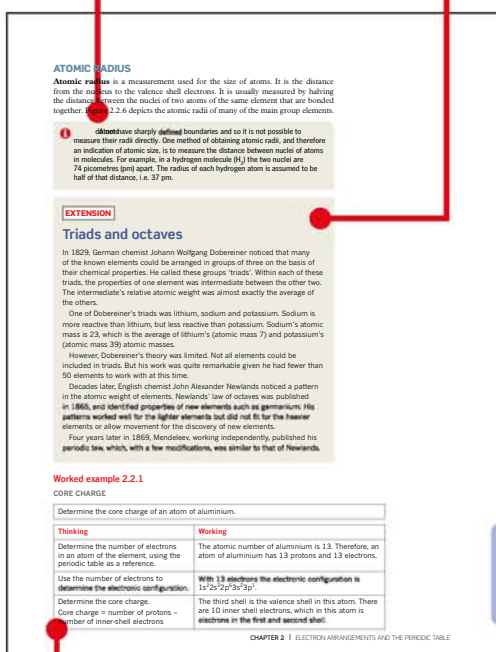 ATOMIC RADIUS
Atomic radius is a measurement used for the size of atoms. It is the distance
from the nucleus to the valence shell electrons. It is usually measured by halving
the distance between the nuclei of two atoms of the same element that are bonded
together. Figure 2.2.6 depicts the atomic radii of many of the main group elements.
have sharply defined boundaries and so it is not possible to
measure their radii directly. One method of obtaining atomic radius, and therefore
an indication of atomic size, is to measure the distance between nuclei of atoms
in molecules. For example, in a hydrogen molecule (H₂) the two nuclei are
74 picometres (pm) apart. The radius of each hydrogen atom is assumed to be
half of that distance, i.e. 37 pm.
EXTENSION
Triads and octaves
In 1829, German chemist Johann Wolfgang Dobereiner noticed that many
of the known elements could be arranged in groups of three on the basis of
their chemical properties. He called these groups 'triads'. Within each of these
triads, the properties of one element was intermediate between the other two.
The intermediate's relative atomic weight was almost exactly the average of
the others.
One of Dobereiner's triads was lithium, sodium and potassium. Sodium is
more reactive than lithium, but less reactive than potassium. Sodium's atomic
mass is 23, which is the average of lithium's (atomic mass 7) and potassium's
(atomic mass 39) atomic masses.
However, Dobereiner's theory was limited. Not all elements could be
included in triads. But his work was quite remarkable given he had fewer than
50 elements to work with at this time.
Decades later, English chemist John Alexander Newlands noticed a pattern
in the atomic weight of elements. Newlands' law of octaves was published
in 1865, and identified properties of new elements such as germanium. His
patterns worked well for the lighter elements but did not fit for the heavier
elements or allow movement for the discovery of new elements.
Four years later in 1869, Mendeleev, working independently, published his
periodic law, which, with a few modifications, was similar to that of Newlands.
Worked example 2.2.1
CORE CHARGE
Determine the core charge of an atom of aluminium.
Thinking
Working
Determine the number of electrons
in an atom of the element, using the
periodic table as a reference.
The atomic number of aluminium is 13. Therefore, an
atom of aluminium has 13 protons and 13 electrons.
Use the number of electrons to
determine the electronic configuration.
With 13 electrons the electronic configuration is
1s²2s²2p⁶3s²3p¹.
Determine the core charge.
Core charge = number of protons –
number of inner-shell electrons
The third shell is the valence shell in this atom. There
are 10 inner shell electrons, which in this atom is
electrons in the first and second shell.
CHAPTER 2 | ELECTRON ARRANGEMENTS AND THE PERIODIC TABLE